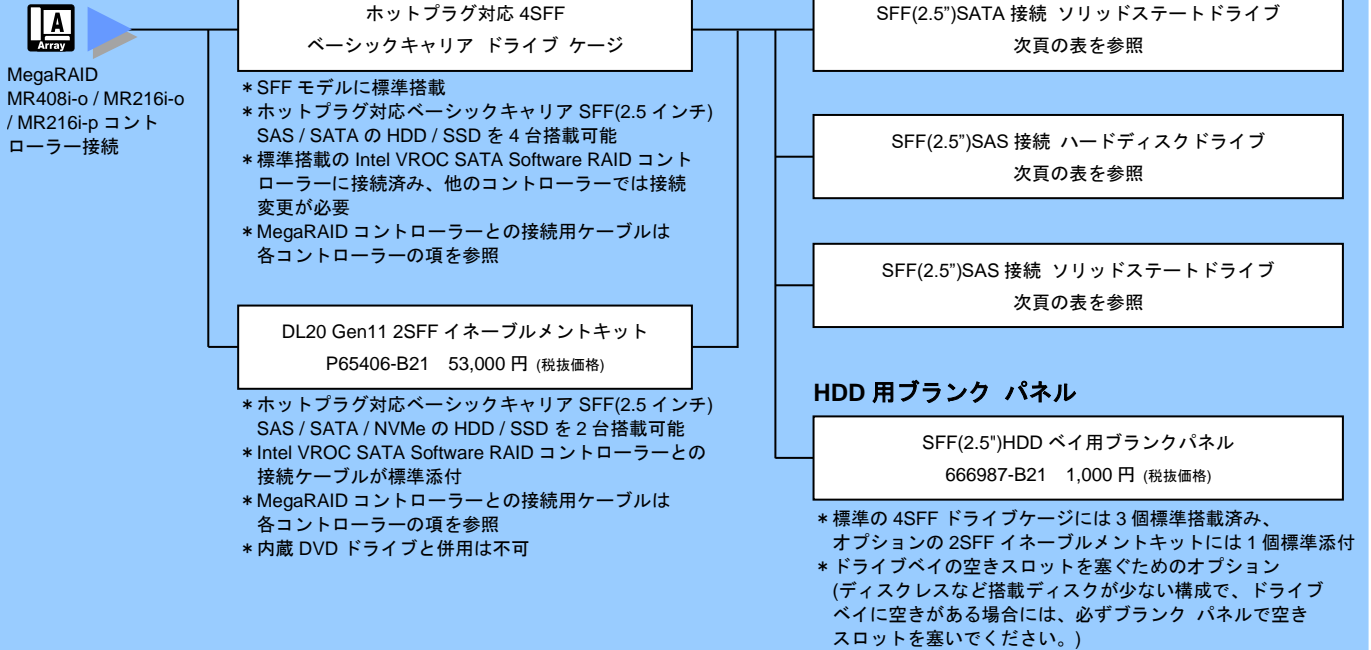 A
Array
MegaRAID
MR408i-o / MR216i-o
/ MR216i-p コント
ローラー接続
ホットプラグ対応 4SFF
ベーシックキャリア ドライブ ケージ
＊SFF モデルに標準搭載
＊ホットプラグ対応ベーシックキャリア SFF(2.5 インチ)
SAS / SATA の HDD / SSD を 4 台搭載可能
＊標準搭載の Intel VROC SATA Software RAID コント
ローラーに接続済み、他のコントローラーでは接続
変更が必要
＊MegaRAID コントローラーとの接続用ケーブルは
各コントローラーの項を参照
DL20 Gen11 2SFF イネーブルメントキット
P65406-B21 53,000 円 (税抜価格)
＊ホットプラグ対応ベーシックキャリア SFF(2.5 インチ)
SAS / SATA / NVMe の HDD / SSD を 2 台搭載可能
＊Intel VROC SATA Software RAID コントローラーとの
接続ケーブルが標準添付
＊MegaRAID コントローラーとの接続用ケーブルは
各コントローラーの項を参照
＊内蔵 DVD ドライブと併用は不可
SFF(2.5”)SATA 接続 ソリッドステートドライブ
次頁の表を参照
SFF(2.5”)SAS 接続 ハードディスクドライブ
次頁の表を参照
SFF(2.5”)SAS 接続 ソリッドステートドライブ
次頁の表を参照
HDD 用ブランク パネル
SFF(2.5")HDD ベイ用ブランクパネル
666987-B21 1,000 円 (税抜価格)
＊標準の 4SFF ドライブケージには 3 個標準搭載済み、
オプションの 2SFF イネーブルメントキットには 1 個標準添付
＊ドライブベイの空きスロットを塞ぐためのオプション
(ディスクレスなど搭載ディスクが少ない構成で、ドライブ
ベイに空きがある場合には、必ずブランク パネルで空き
スロットを塞いでください。)